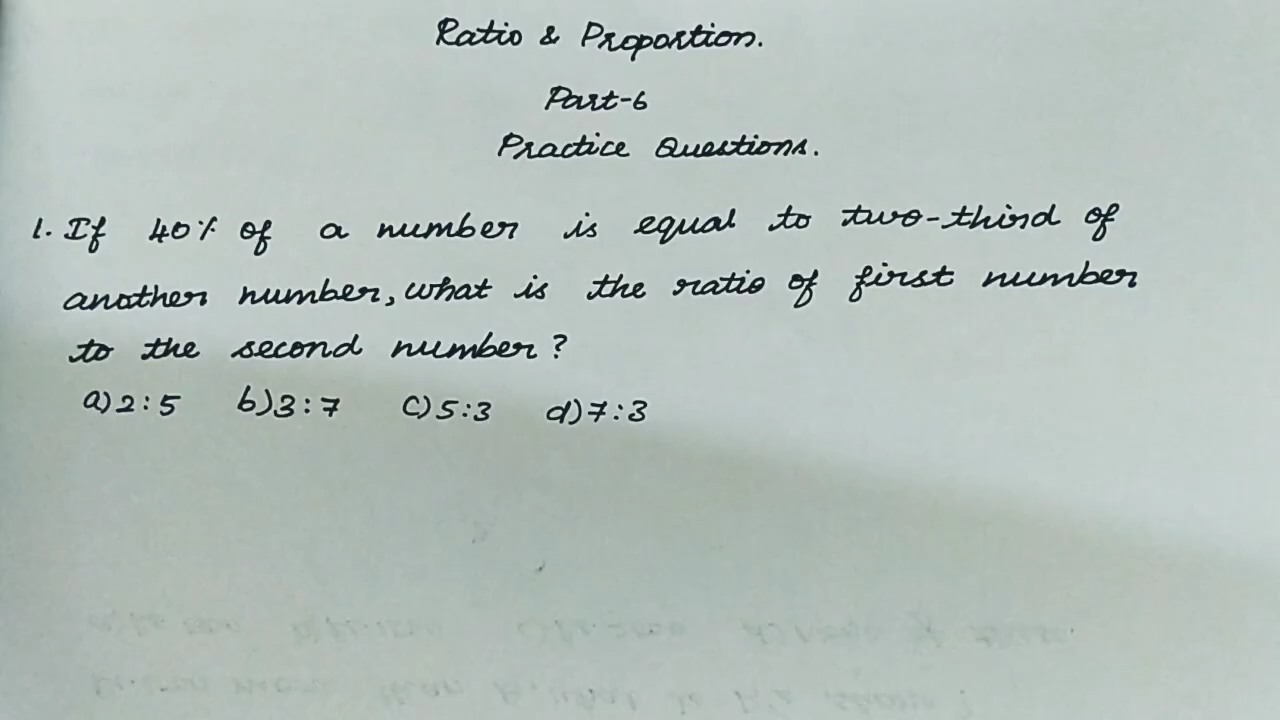 Ratio & Proportion.
Part-6
Practice Questions.
1. If 40% of a number is equal to two-third of
another number, what is the ratio of first number
to the second number?
a) 2:5 b) 3:7 c) 5:3 d) 7:3